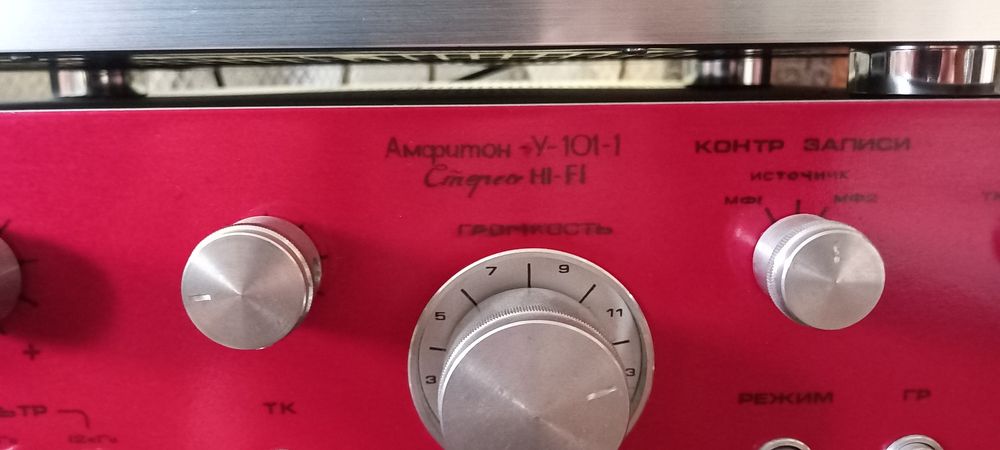 Амфитон -У-101-1
Стерео HI-FI
ГРОМКОСТЬ
КОНТР ЗАПИСИ
ИСТОЧНИК
МФ1 МФ2
7 9
5 11
3 3
+
ТК
12кГц
РЕЖИМ
ГР